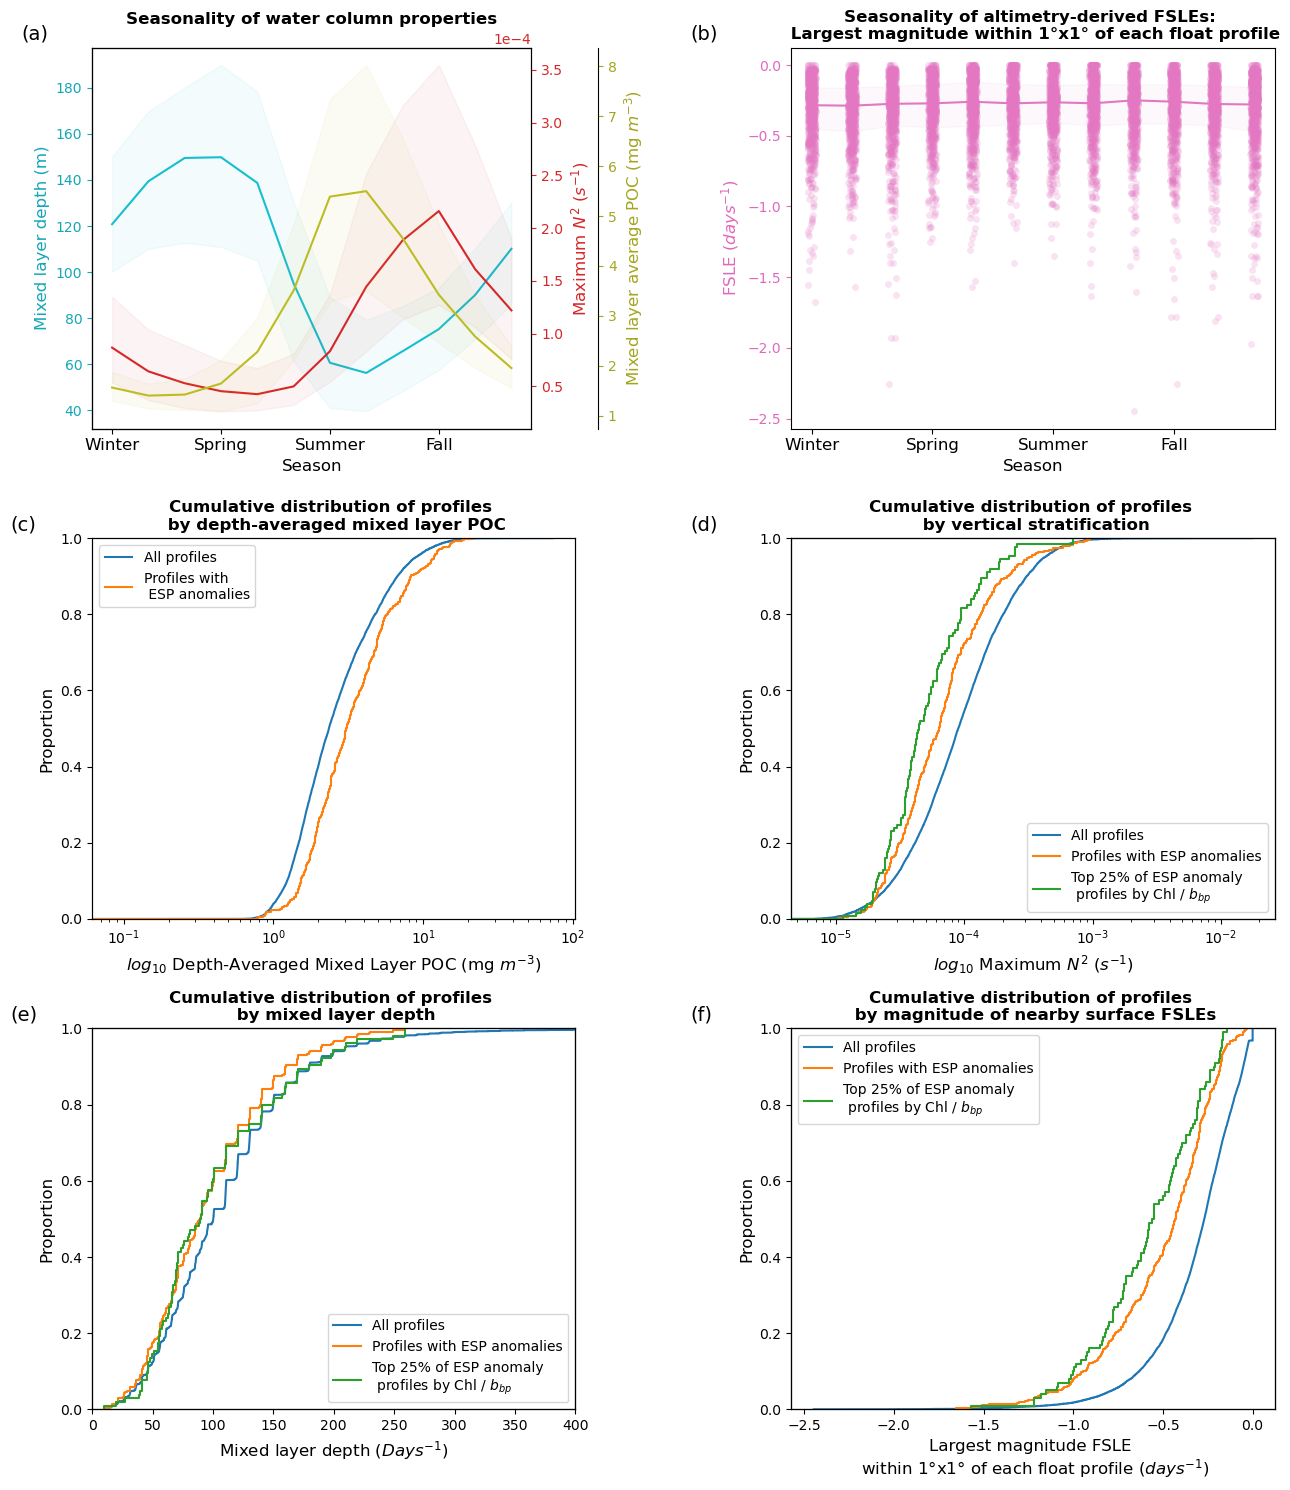 (a)
Seasonality of water column properties
1e−4
Mixed layer depth (m)
180
160
140
120
100
80
60
40
3.5
3.0
2.5
2.0
1.5
1.0
0.5
Maximum N² (s⁻¹)
8
7
6
5
4
3
2
1
Mixed layer average POC (mg m⁻³)
Winter Spring Summer Fall
Season
(b)
Seasonality of altimetry-derived FSLEs:
Largest magnitude within 1°x1° of each float profile
FSLE (days⁻¹)
0.0
−0.5
−1.0
−1.5
−2.0
−2.5
Winter Spring Summer Fall
Season
(c)
Cumulative distribution of profiles
by depth-averaged mixed layer POC
All profiles
Profiles with
ESP anomalies
Proportion
1.0
0.8
0.6
0.4
0.2
0.0
10⁻¹ 10⁰ 10¹ 10²
log₁₀ Depth-Averaged Mixed Layer POC (mg m⁻³)
(d)
Cumulative distribution of profiles
by vertical stratification
Proportion
1.0
0.8
0.6
0.4
0.2
0.0
All profiles
Profiles with ESP anomalies
Top 25% of ESP anomaly
profiles by Chl / b_bp
10⁻⁵ 10⁻⁴ 10⁻³ 10⁻²
log₁₀ Maximum N² (s⁻¹)
(e)
Cumulative distribution of profiles
by mixed layer depth
Proportion
1.0
0.8
0.6
0.4
0.2
0.0
All profiles
Profiles with ESP anomalies
Top 25% of ESP anomaly
profiles by Chl / b_bp
0 50 100 150 200 250 300 350 400
Mixed layer depth (Days⁻¹)
(f)
Cumulative distribution of profiles
by magnitude of nearby surface FSLEs
All profiles
Profiles with ESP anomalies
Top 25% of ESP anomaly
profiles by Chl / b_bp
Proportion
1.0
0.8
0.6
0.4
0.2
0.0
−2.5 −2.0 −1.5 −1.0 −0.5 0.0
Largest magnitude FSLE
within 1°x1° of each float profile (days⁻¹)